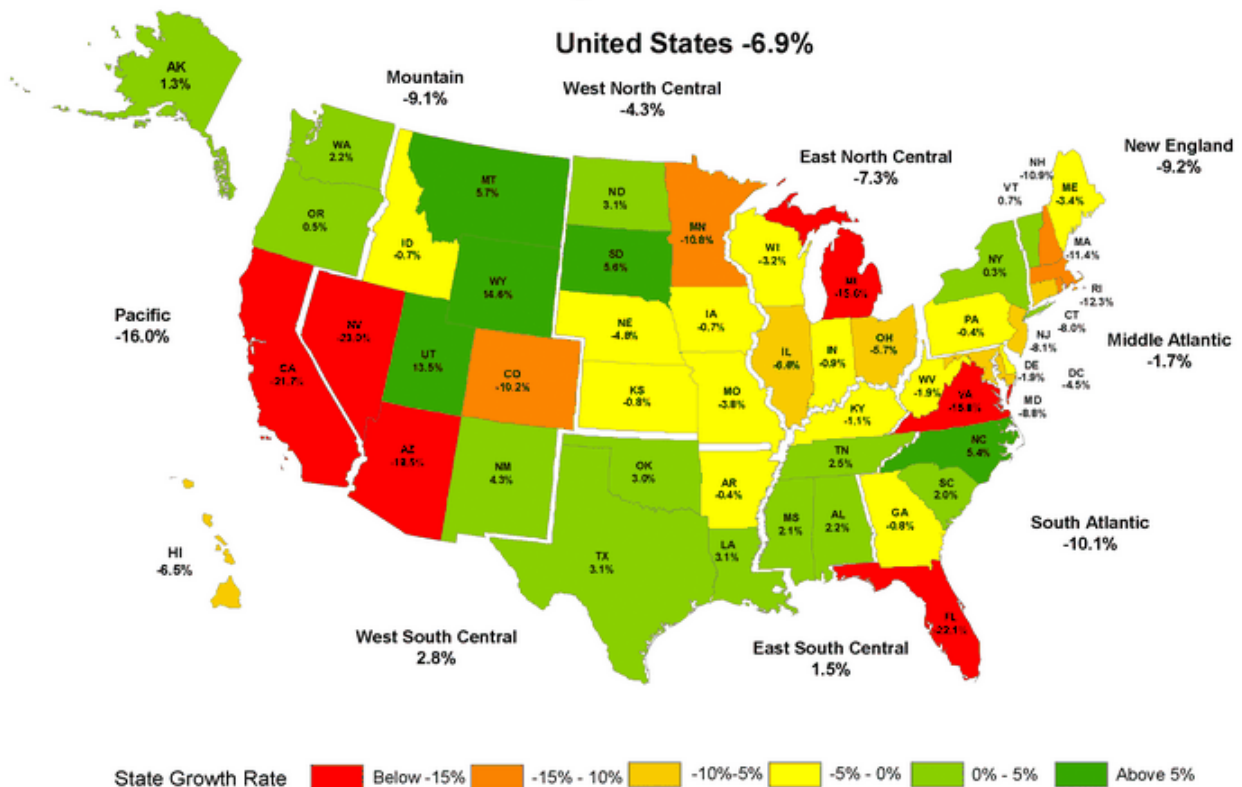 United States -6.9%
AK
1.3%
Mountain
-9.1%
West North Central
-4.3%
East North Central
-7.3%
New England
-9.2%
WA
2.2%
MT
5.7%
ND
3.1%
MN
-10.8%
VT
0.7%
NH
-10.9%
ME
-3.4%
OR
0.5%
ID
-0.7%
SD
5.6%
WI
-3.2%
MI
NY
0.3%
MA
-11.4%
WY
14.6%
IA
-0.7%
RI
-12.3%
Pacific
-16.0%
NV
NE
-4.8%
PA
-0.4%
CT
-8.0%
NJ
-8.1%
Middle Atlantic
-1.7%
UT
13.5%
IL
-6.6%
IN
-0.9%
OH
-5.7%
CA
-21.7%
CO
-10.2%
KS
-0.8%
MO
-3.8%
WV
-1.9%
VA
DE
-1.9%
DC
-4.5%
MD
-8.8%
KY
-1.1%
AZ
NM
4.3%
OK
3.0%
AR
-0.4%
TN
2.5%
NC
5.4%
SC
2.0%
MS
2.1%
AL
2.2%
GA
-0.8%
South Atlantic
-10.1%
HI
-6.5%
TX
3.1%
LA
3.1%
FL
-22.1%
West South Central
2.8%
East South Central
1.5%
State Growth Rate Below -15% -15% - 10% -10%-5% -5% - 0% 0% - 5% Above 5%